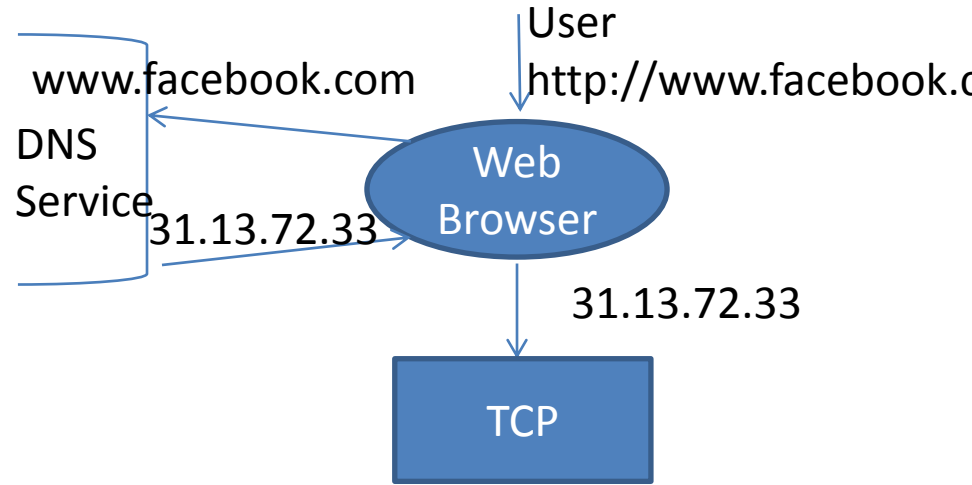 User
http://www.facebook.c
www.facebook.com
DNS
Service
31.13.72.33
Web
Browser
31.13.72.33
TCP